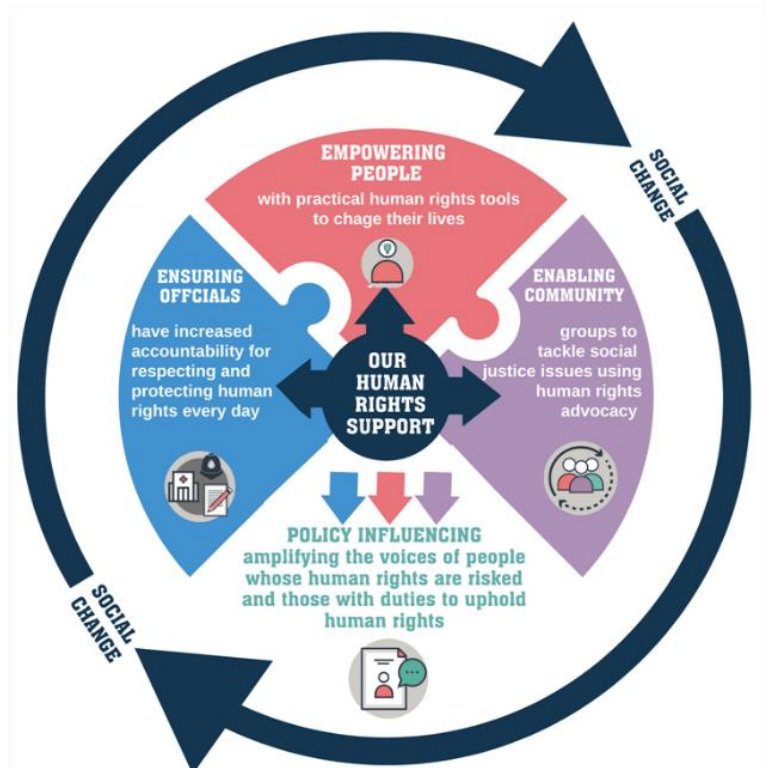 SOCIAL
CHANGE
EMPOWERING
PEOPLE
with practical human rights tools
to chage their lives
ENSURING
OFFCIALS
have increased
accountability for
respecting and
protecting human
rights every day
ENABLING
COMMUNITY
groups to
tackle social
justice issues using
human rights
advocacy
OUR
HUMAN
RIGHTS
SUPPORT
POLICY INFLUENCING
amplifying the voices of people
whose human rights are risked
and those with duties to uphold
human rights
SOCIAL
CHANGE